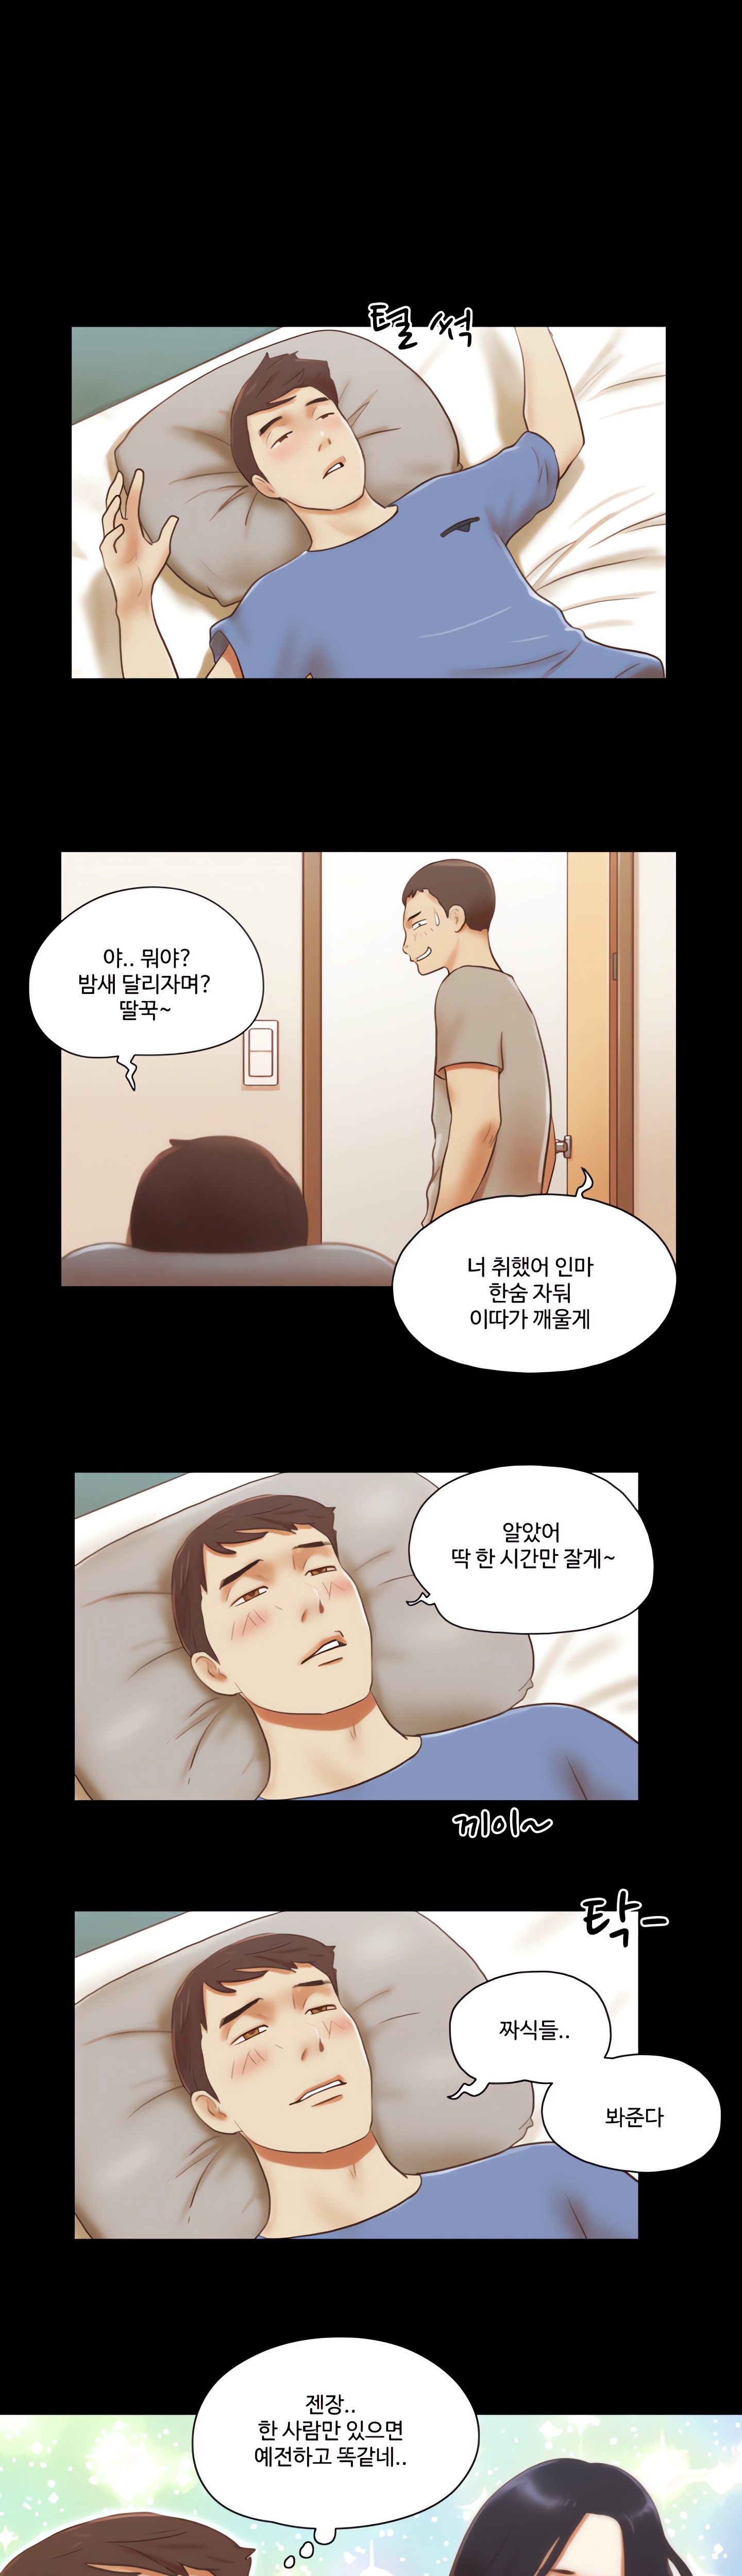 털썩
야.. 뭐야?
밤새 달리자며?
딸꾹~
너 취했어 인마
한숨 자둬
이따가 깨울게
알았어
딱 한 시간만 잘게~
께이~
탁-
짜식들..
봐준다
젠장..
한 사람만 있으면
예전하고 똑같네..